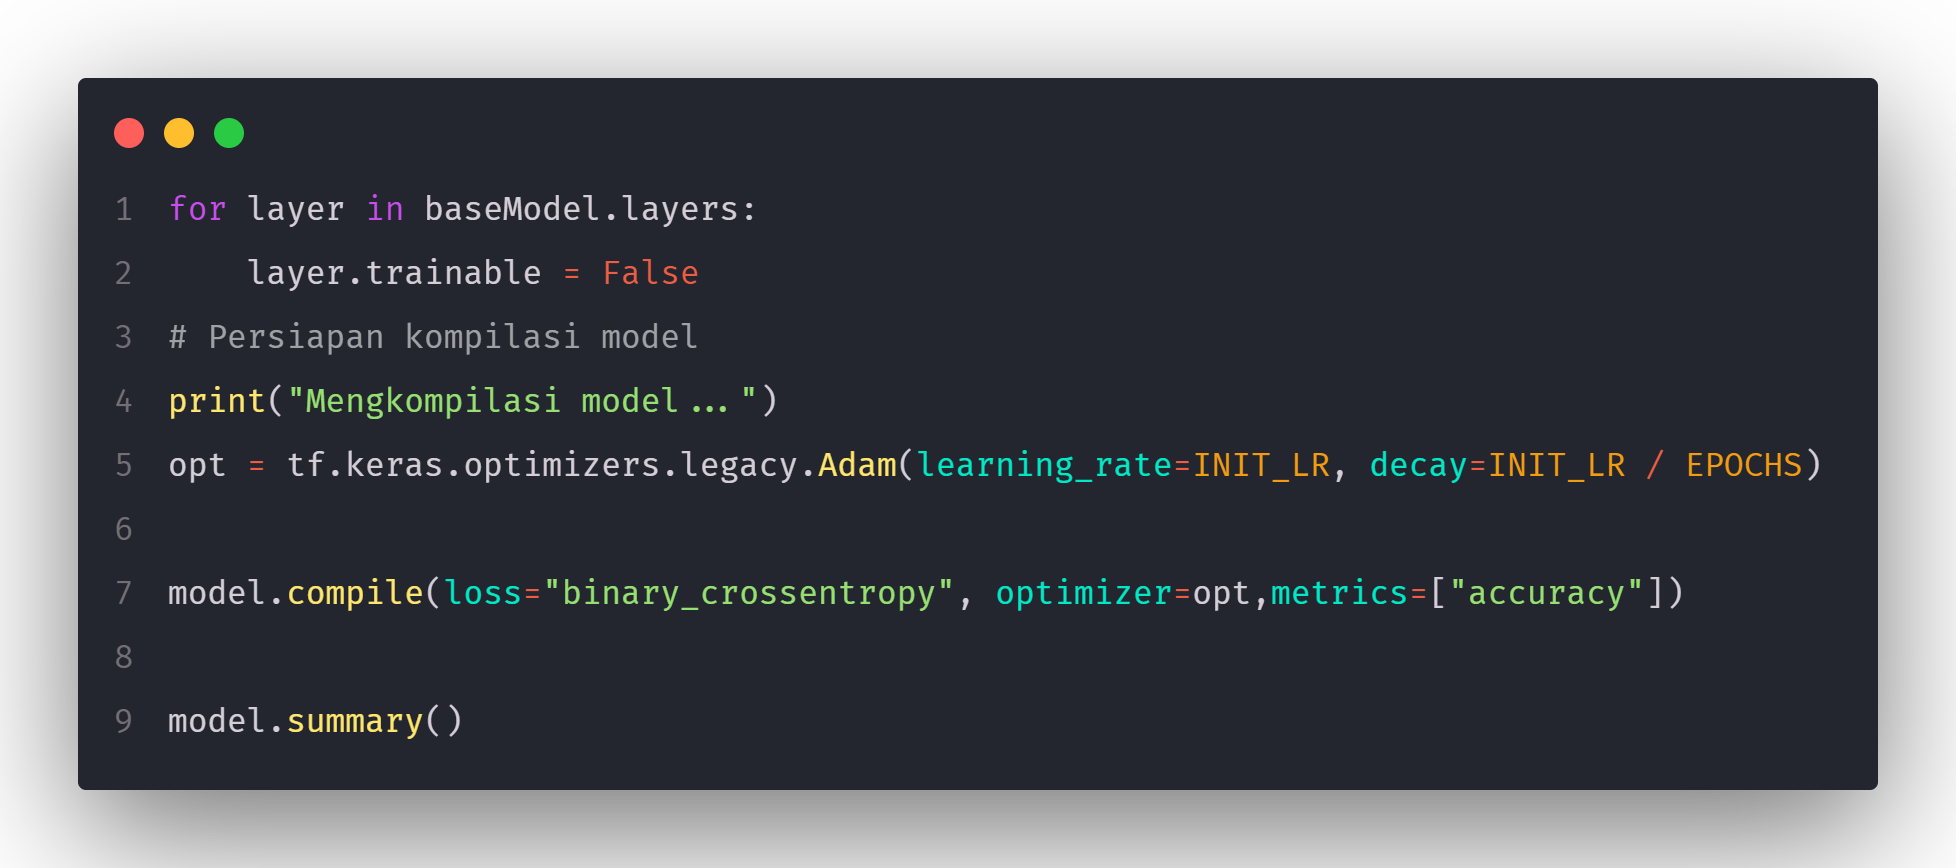 1 for layer in baseModel.layers:
2     layer.trainable = False
3 # Persiapan kompilasi model
4 print("Mengkompilasi model...")
5 opt = tf.keras.optimizers.legacy.Adam(learning_rate=INIT_LR, decay=INIT_LR / EPOCHS)
6
7 model.compile(loss="binary_crossentropy", optimizer=opt,metrics=["accuracy"])
8
9 model.summary()